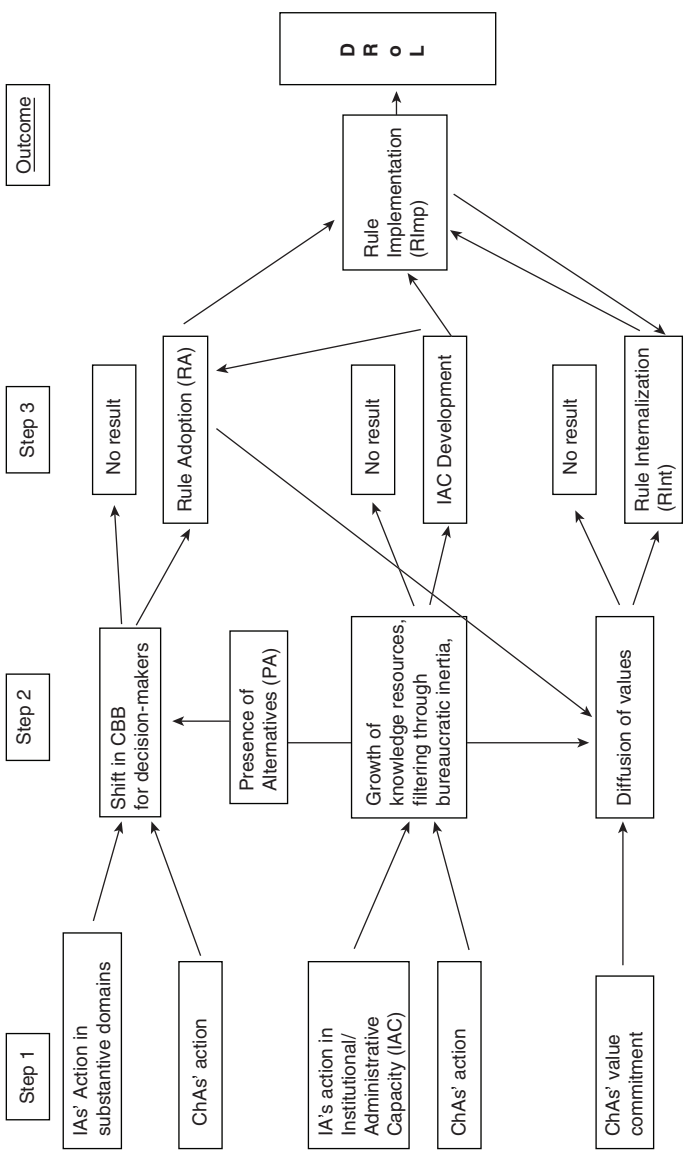 Step 1
Step 2
Step 3
Outcome
IAs' Action in
substantive domains
ChAs' action
IA's action in
Institutional/
Administrative
Capacity (IAC)
ChAs' action
ChAs' value
commitment
Shift in CBB
for decision-makers
Presence of
Alternatives (PA)
Growth of
knowledge resources,
filtering through
bureaucratic inertia,
Diffusion of values
No result
Rule Adoption (RA)
No result
IAC Development
No result
Rule Internalization
(RInt)
Rule
Implementation
(RImp)
D
R
o
L